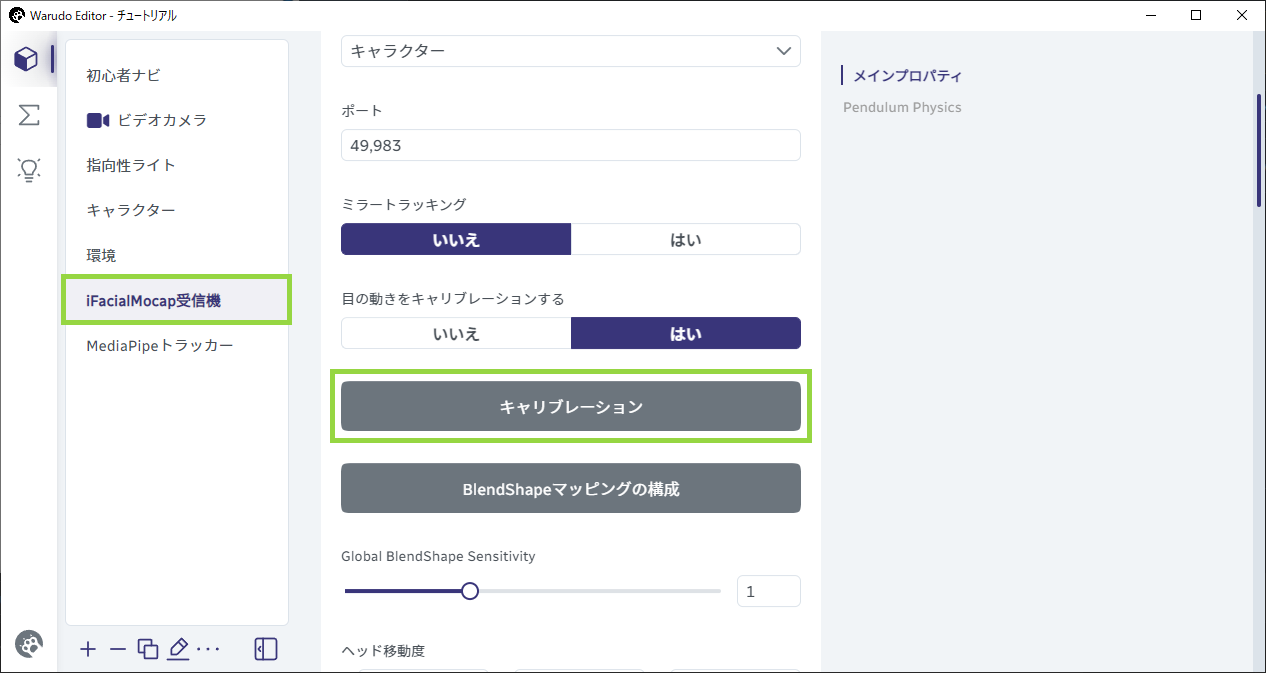 Warudo Editor - チュートリアル
初心者ナビ
ビデオカメラ
指向性ライト
キャラクター
環境
iFacialMocap受信機
MediaPipeトラッカー
キャラクター
ポート
49,983
ミラートラッキング
いいえ
はい
目の動きをキャリブレーションする
いいえ
はい
キャリブレーション
BlendShapeマッピングの構成
Global BlendShape Sensitivity
1
ヘッド移動度
メインプロパティ
Pendulum Physics